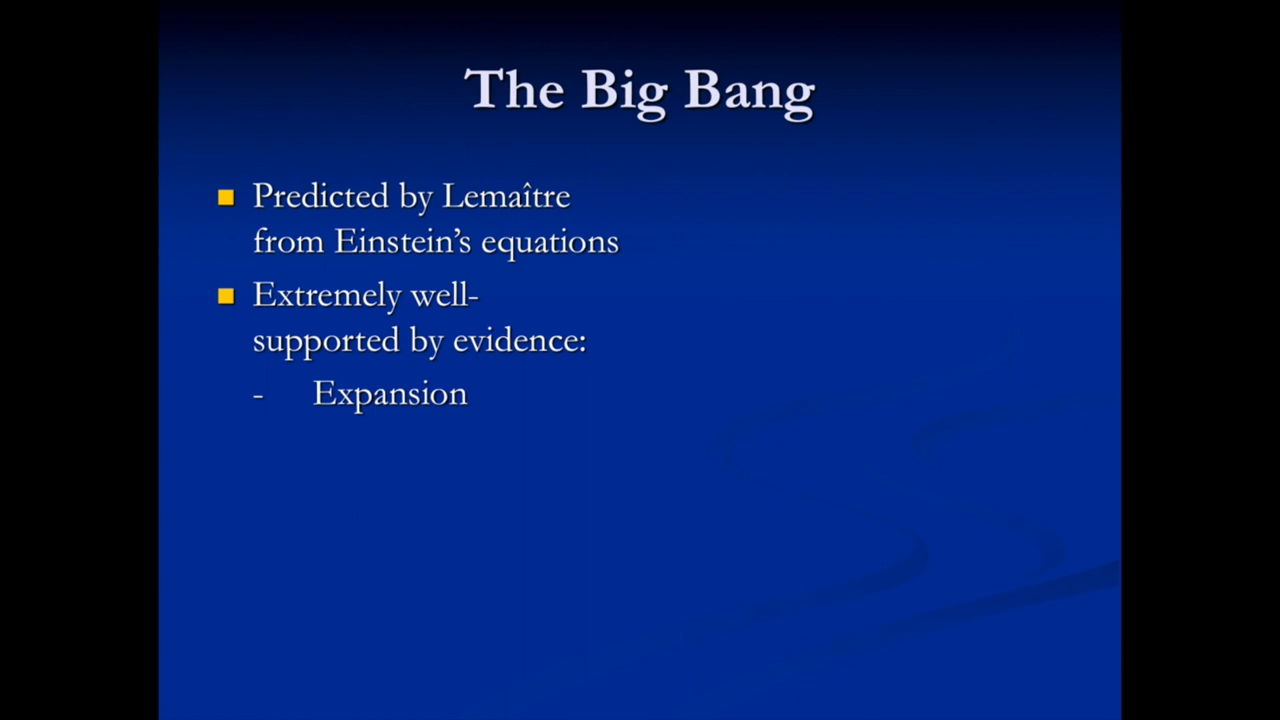 The Big Bang
Predicted by Lemaître
from Einstein’s equations
Extremely well-
supported by evidence:
- Expansion